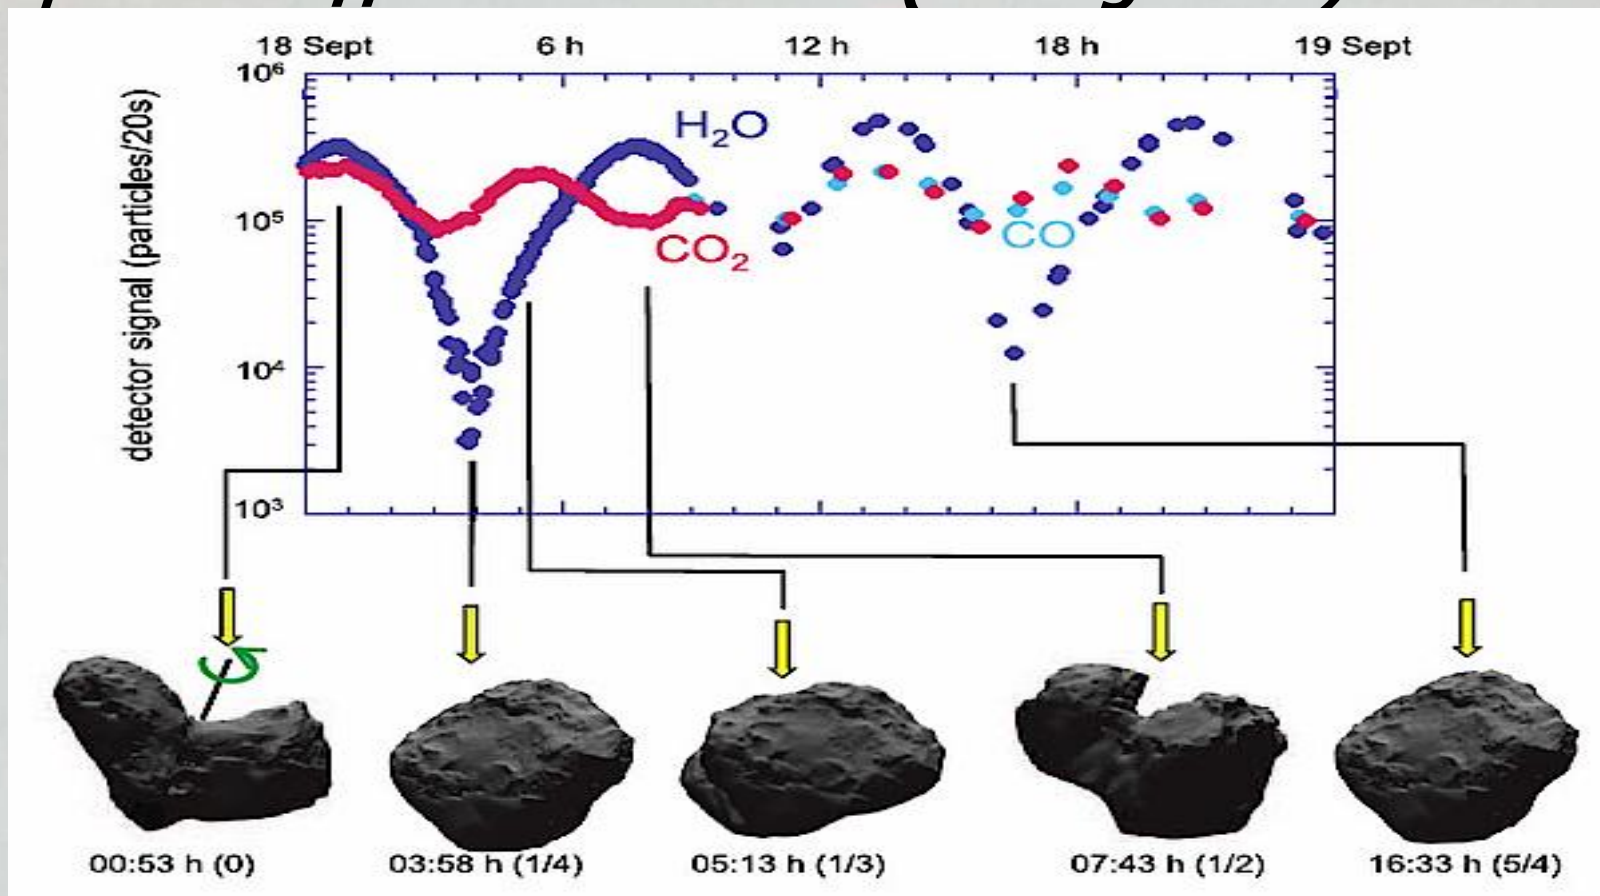 18 Sept 6 h 12 h 18 h 19 Sept
10⁶
10⁵
10⁴
10³
detector signal (particles/20s)
H₂O
CO₂
CO
00:53 h (0) 03:58 h (1/4) 05:13 h (1/3) 07:43 h (1/2) 16:33 h (5/4)